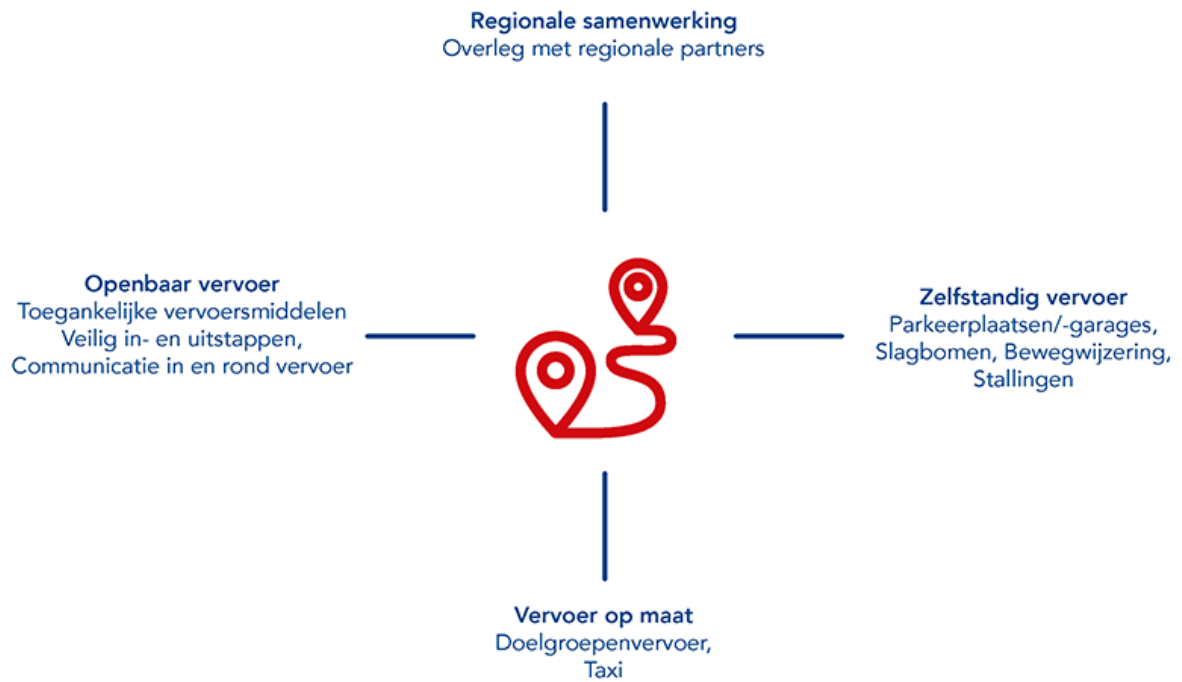 Regionale samenwerking
Overleg met regionale partners
Openbaar vervoer
Toegankelijke vervoersmiddelen
Veilig in- en uitstappen,
Communicatie in en rond vervoer
Zelfstandig vervoer
Parkeerplaatsen/-garages,
Slagbomen, Bewegwijzering,
Stallingen
Vervoer op maat
Doelgroepenvervoer,
Taxi